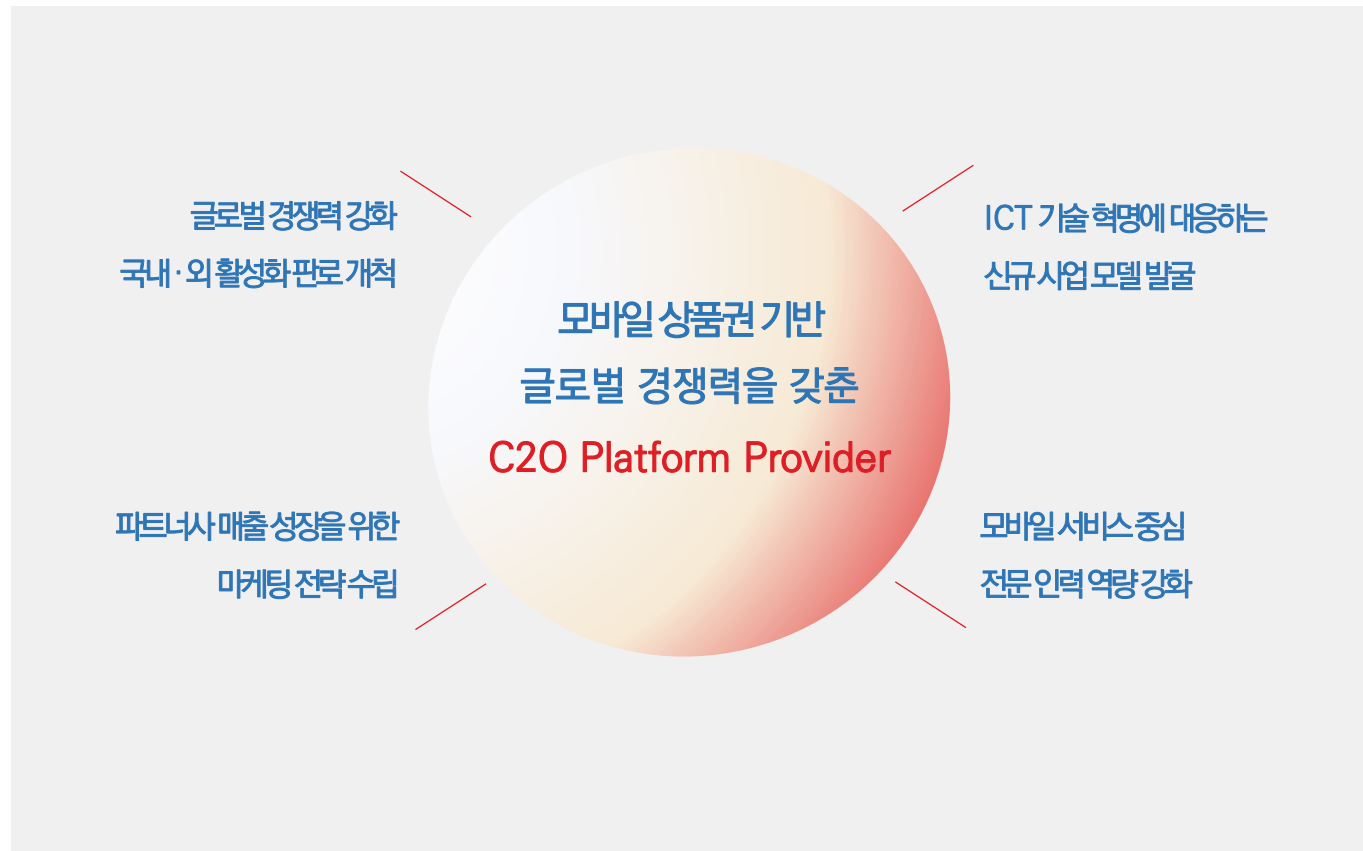 글로벌 경쟁력 강화
국내·외 활성화 판로 개척
ICT 기술 혁명에 대응하는
신규 사업 모델 발굴
모바일 상품권 기반
글로벌 경쟁력을 갖춘
C2O Platform Provider
파트너사 매출 성장을 위한
마케팅 전략 수립
모바일 서비스 중심
전문 인력 역량 강화